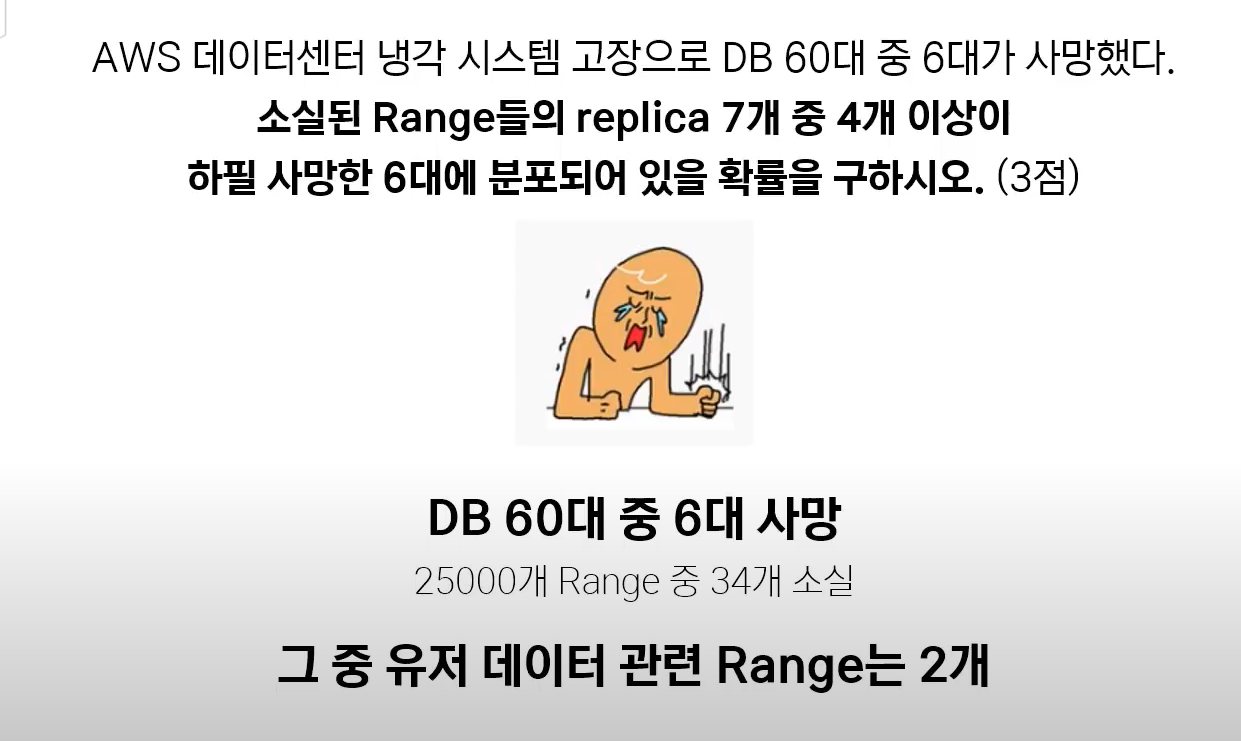 AWS 데이터센터 냉각 시스템 고장으로 DB 60대 중 6대가 사망했다.
소실된 Range들의 replica 7개 중 4개 이상이
하필 사망한 6대에 분포되어 있을 확률을 구하시오. (3점)
DB 60대 중 6대 사망
25000개 Range 중 34개 소실
그 중 유저 데이터 관련 Range는 2개